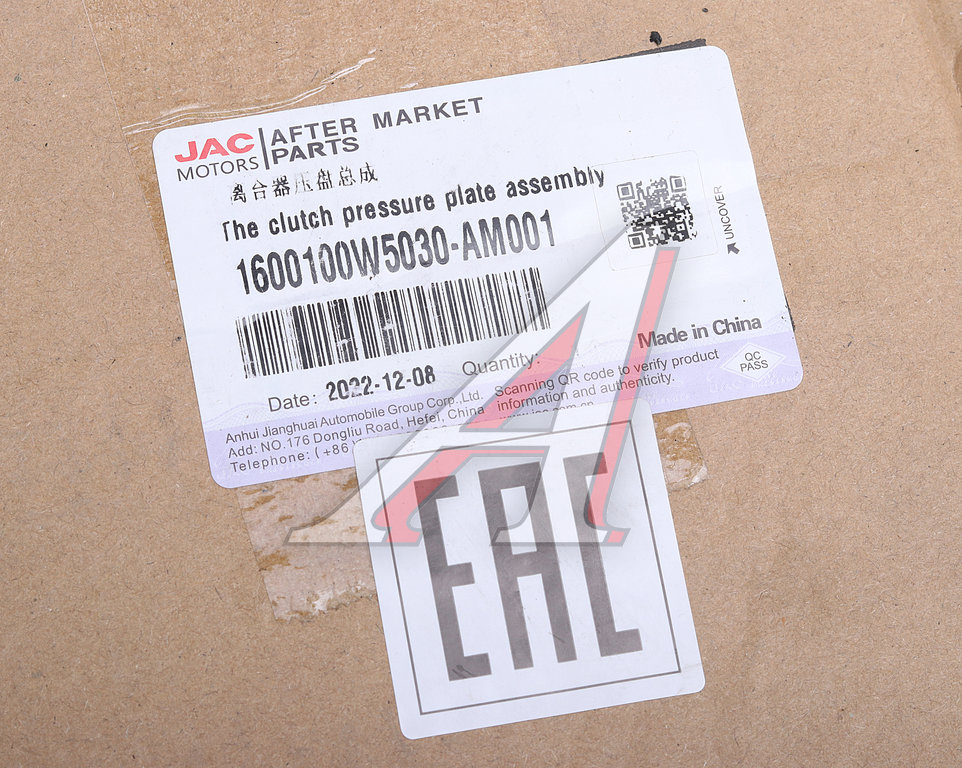 JAC
MOTORS
AFTER MARKET
PARTS
离合器压盘总成
The clutch pressure plate assembly
1600100W5030-AM001
UNCOVER
Made in China
QC
PASS
Date: 2022-12-08
Quantity:
Scanning QR code to verify product
information and authenticity.
Anhui Jianghuai Automobile Group Corp.,Ltd.
Add: NO.176 Dongliu Road, Hefei, China
Telephone: (+86
EAC